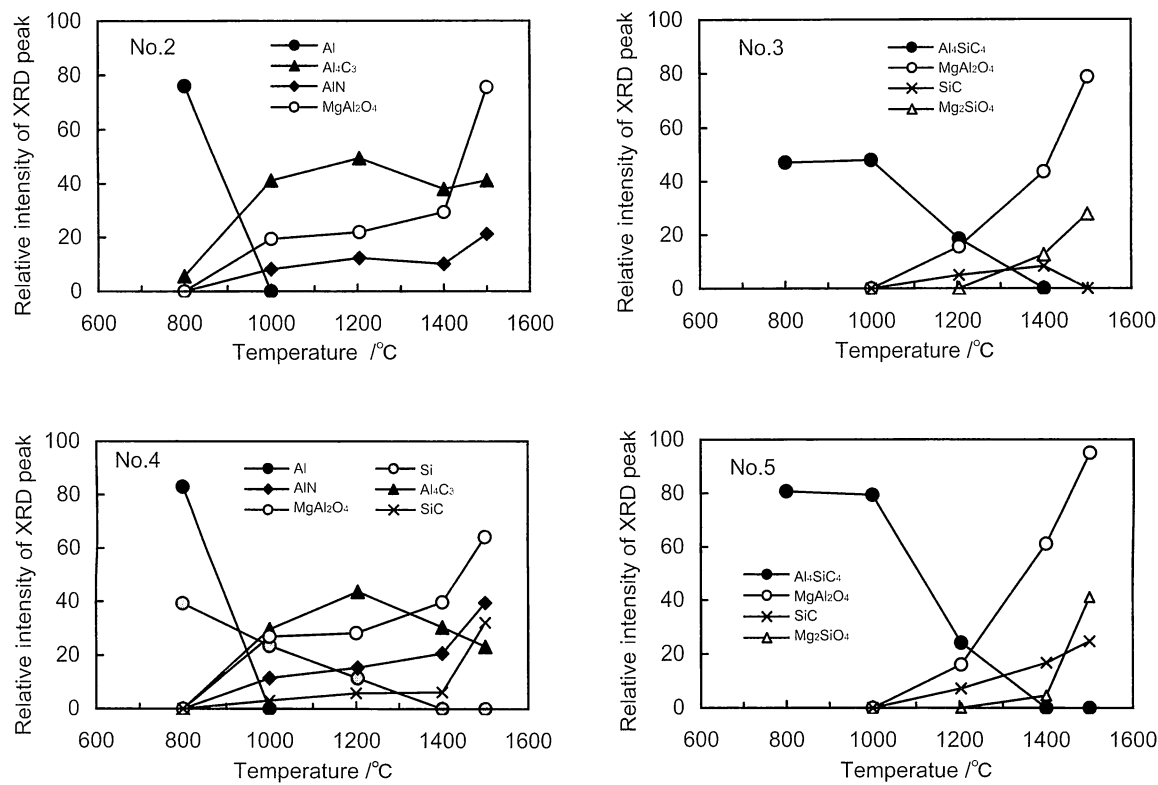 No.2
Al
Al₄C₃
AlN
MgAl₂O₄
Relative intensity of XRD peak
100
80
60
40
20
0
600 800 1000 1200 1400 1600
Temperature /℃
No.3
Al₄SiC₄
MgAl₂O₄
SiC
Mg₂SiO₄
Relative intensity of XRD peak
100
80
60
40
20
0
600 800 1000 1200 1400 1600
Temperature /℃
No.4
Al Si
AlN Al₄C₃
MgAl₂O₄ SiC
Relative intensity of XRD peak
100
80
60
40
20
0
600 800 1000 1200 1400 1600
Temperature /℃
No.5
Al₄SiC₄
MgAl₂O₄
SiC
Mg₂SiO₄
Relative intensity of XRD peak
100
80
60
40
20
0
600 800 1000 1200 1400 1600
Temperatue /℃